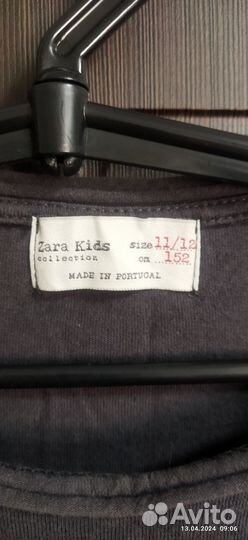 Zara Kids size 11/12
collection cm 152
MADE IN PORTUGAL
13.04.2024 09:06
Avito